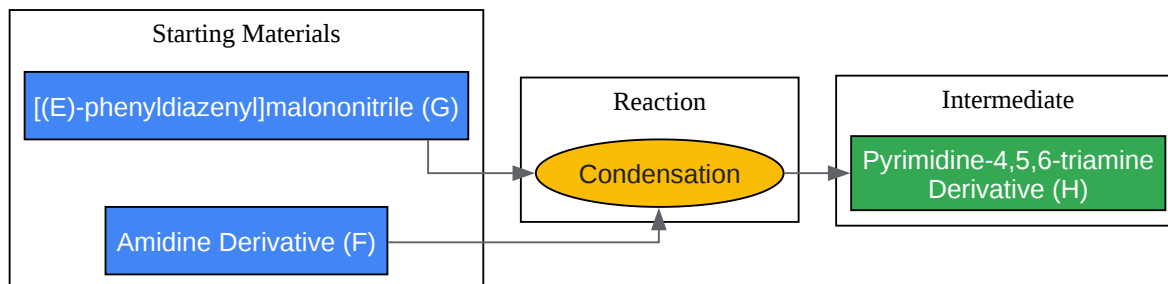 Starting Materials
[(E)-phenyldiazenyl]malononitrile (G)
Amidine Derivative (F)
Reaction
Condensation
Intermediate
Pyrimidine-4,5,6-triamine
Derivative (H)